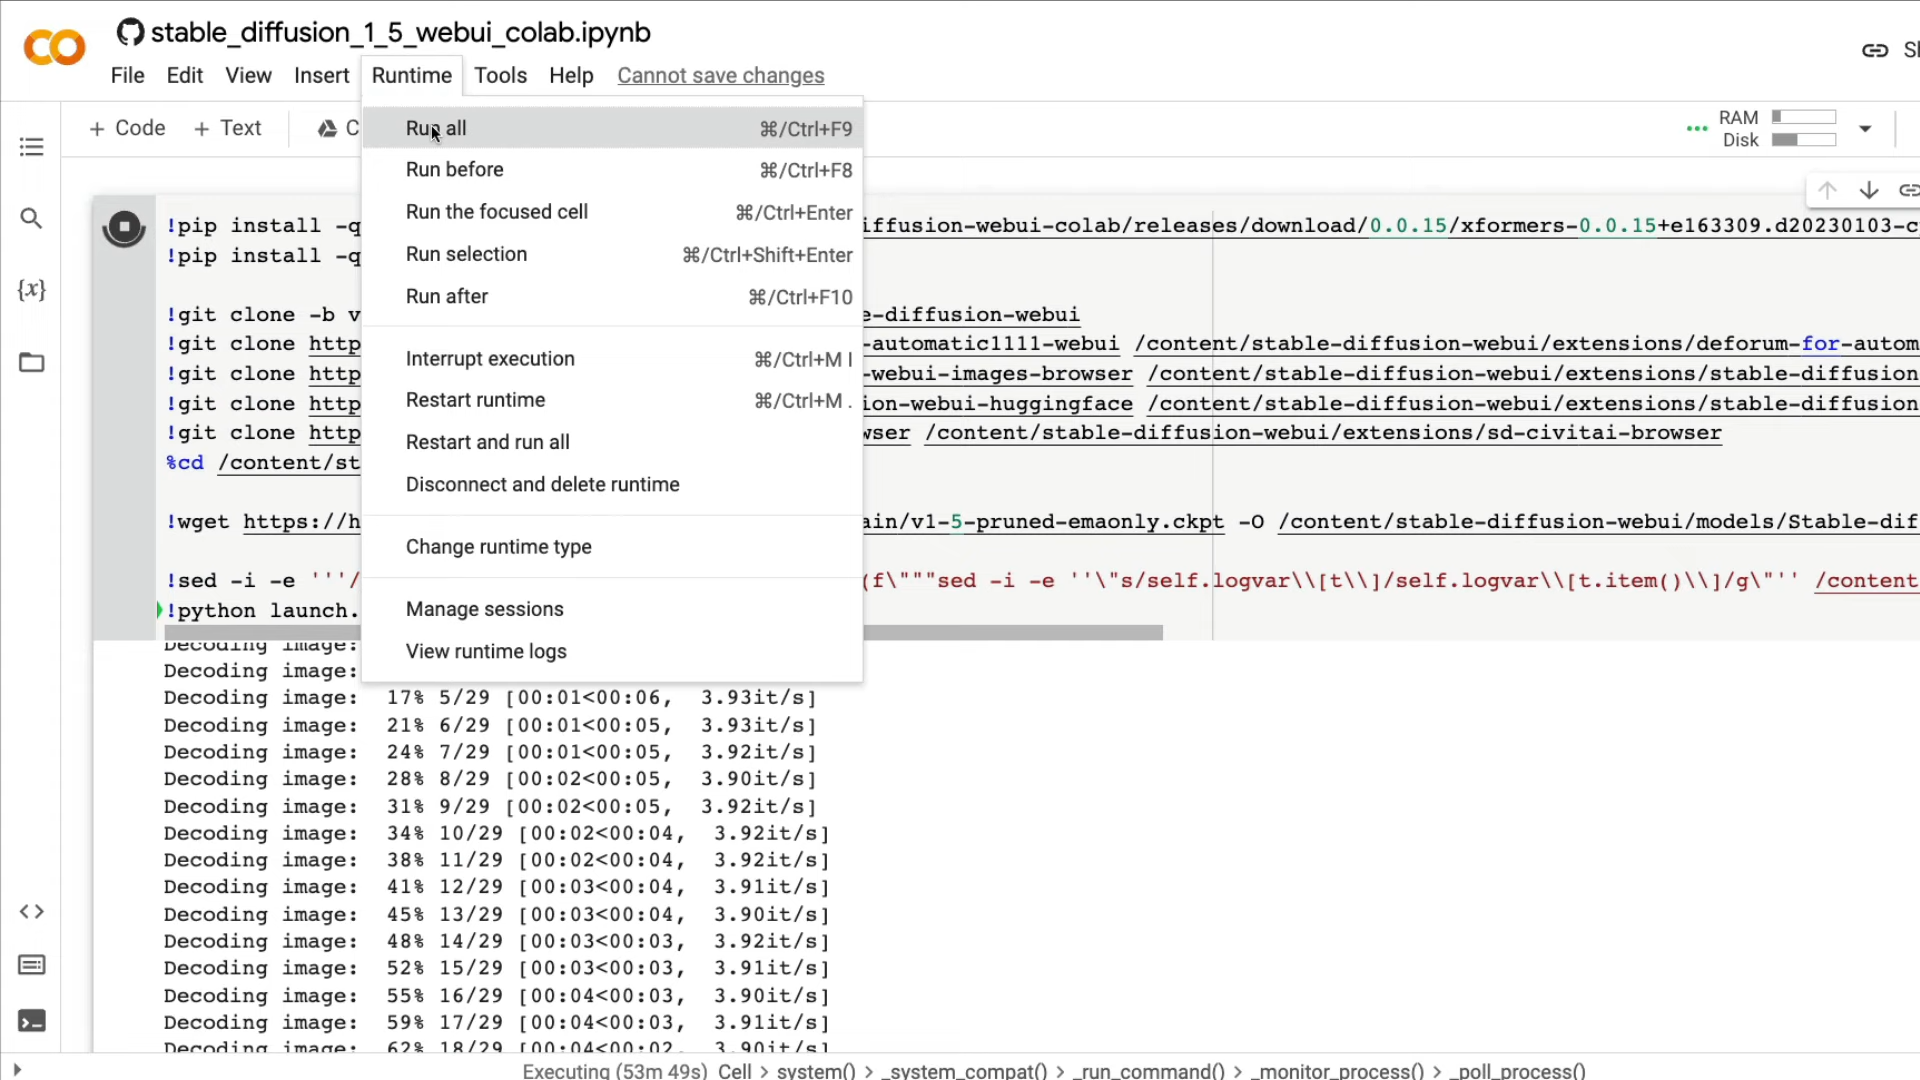 stable_diffusion_1_5_webui_colab.ipynb
File Edit View Insert Runtime Tools Help Cannot save changes
+ Code + Text C
RAM
Disk
Run all ⌘/Ctrl+F9
Run before ⌘/Ctrl+F8
Run the focused cell ⌘/Ctrl+Enter
Run selection ⌘/Ctrl+Shift+Enter
Run after ⌘/Ctrl+F10
Interrupt execution ⌘/Ctrl+M I
Restart runtime ⌘/Ctrl+M .
Restart and run all
Disconnect and delete runtime
Change runtime type
Manage sessions
View runtime logs
!pip install -q iffusion-webui-colab/releases/download/0.0.15/xformers-0.0.15+e163309.d20230103-c
!pip install -q
!git clone -b v e-diffusion-webui
!git clone http -automatic1111-webui /content/stable-diffusion-webui/extensions/deforum-for-autom
!git clone http -webui-images-browser /content/stable-diffusion-webui/extensions/stable-diffusion
!git clone http ion-webui-huggingface /content/stable-diffusion-webui/extensions/stable-diffusion
!git clone http wser /content/stable-diffusion-webui/extensions/sd-civitai-browser
%cd /content/st
!wget https://h ain/v1-5-pruned-emaonly.ckpt -O /content/stable-diffusion-webui/models/Stable-dif
!sed -i -e '''/ (f\"""sed -i -e ''\"s/self.logvar\\[t\\]/self.logvar\\[t.item()\\]/g\"'' /content
!python launch.
Decoding image:
Decoding image:
Decoding image: 17% 5/29 [00:01<00:06, 3.93it/s]
Decoding image: 21% 6/29 [00:01<00:05, 3.93it/s]
Decoding image: 24% 7/29 [00:01<00:05, 3.92it/s]
Decoding image: 28% 8/29 [00:02<00:05, 3.90it/s]
Decoding image: 31% 9/29 [00:02<00:05, 3.92it/s]
Decoding image: 34% 10/29 [00:02<00:04, 3.92it/s]
Decoding image: 38% 11/29 [00:02<00:04, 3.92it/s]
Decoding image: 41% 12/29 [00:03<00:04, 3.91it/s]
Decoding image: 45% 13/29 [00:03<00:04, 3.90it/s]
Decoding image: 48% 14/29 [00:03<00:03, 3.92it/s]
Decoding image: 52% 15/29 [00:03<00:03, 3.91it/s]
Decoding image: 55% 16/29 [00:04<00:03, 3.90it/s]
Decoding image: 59% 17/29 [00:04<00:03, 3.91it/s]
Decoding image: 62% 18/29 [00:04<00:02, 3.90it/s]
Executing (53m 49s) Cell > system() > _system_compat() > _run_command() > _monitor_process() > _poll_process()